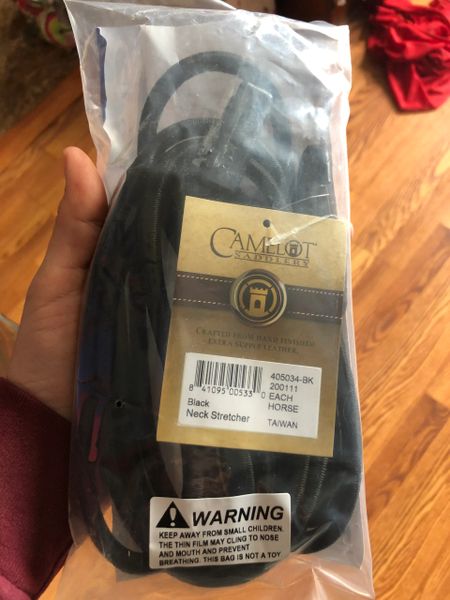 CAMELOT®
SADDLERY
CRAFTED FROM HAND FINISHED
EXTRA SUPPLE LEATHER.
405034-BK
200111
EACH
HORSE
TAIWAN
8 41095 00533 0
Black
Neck Stretcher
WARNING
KEEP AWAY FROM SMALL CHILDREN.
THE THIN FILM MAY CLING TO NOSE
AND MOUTH AND PREVENT
BREATHING. THIS BAG IS NOT A TOY